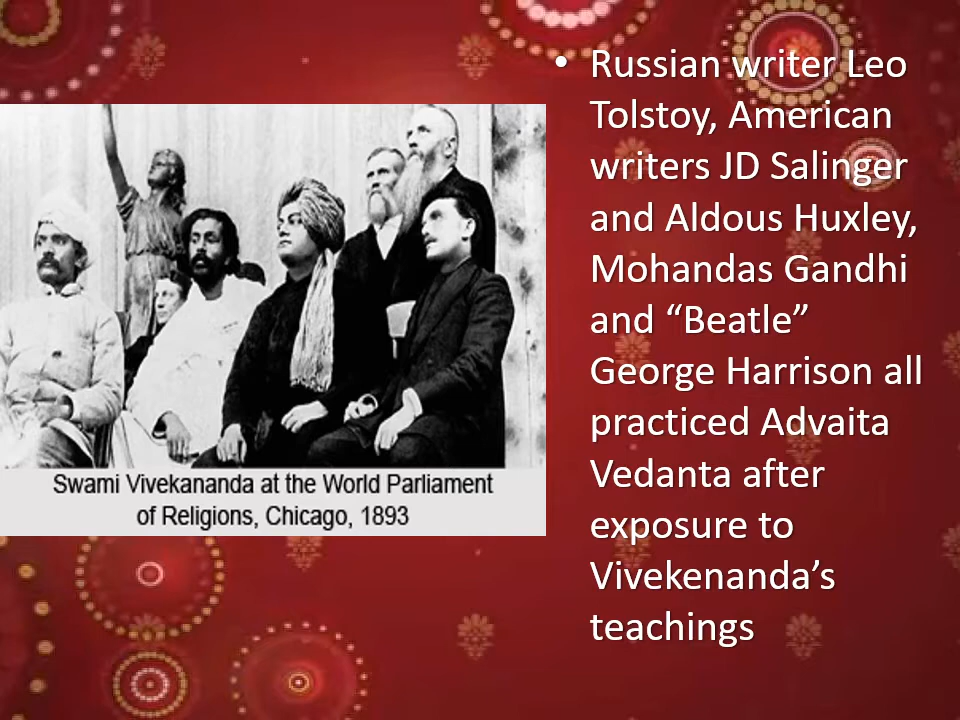 Swami Vivekananda at the World Parliament
of Religions, Chicago, 1893
• Russian writer Leo
Tolstoy, American
writers JD Salinger
and Aldous Huxley,
Mohandas Gandhi
and “Beatle”
George Harrison all
practiced Advaita
Vedanta after
exposure to
Vivekenanda’s
teachings